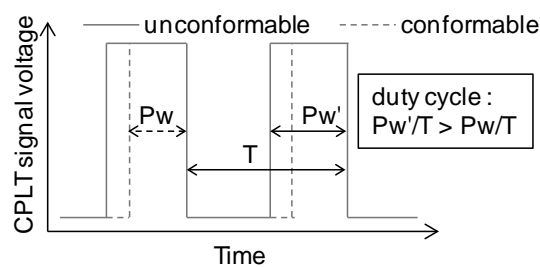 unconformable
conformable
CPLT signal voltage
Pw
Pw'
T
duty cycle :
Pw'/T > Pw/T
Time